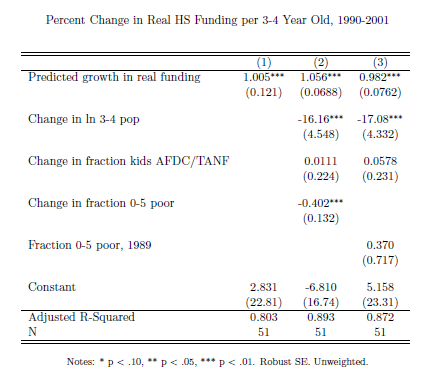 Percent Change in Real HS Funding per 3-4 Year Old, 1990-2001
(1) (2) (3)
Predicted growth in real funding 1.005*** 1.056*** 0.982***
(0.121) (0.0688) (0.0762)
Change in ln 3-4 pop -16.16*** -17.08***
(4.548) (4.332)
Change in fraction kids AFDC/TANF 0.0111 0.0578
(0.224) (0.231)
Change in fraction 0-5 poor -0.402***
(0.132)
Fraction 0-5 poor, 1989 0.370
(0.717)
Constant 2.831 -6.810 5.158
(22.81) (16.74) (23.31)
Adjusted R-Squared 0.803 0.893 0.872
N 51 51 51
Notes: * p < .10, ** p < .05, *** p < .01. Robust SE. Unweighted.